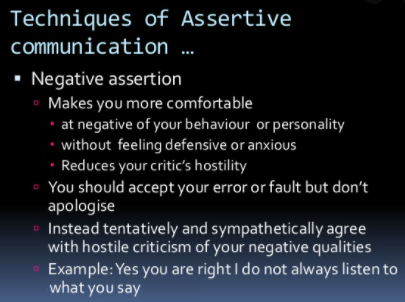 Techniques of Assertive
communication …
Negative assertion
Makes you more comfortable
at negative of your behaviour or personality
without feeling defensive or anxious
Reduces your critic's hostility
You should accept your error or fault but don't
apologise
Instead tentatively and sympathetically agree
with hostile criticism of your negative qualities
Example: Yes you are right I do not always listen to
what you say